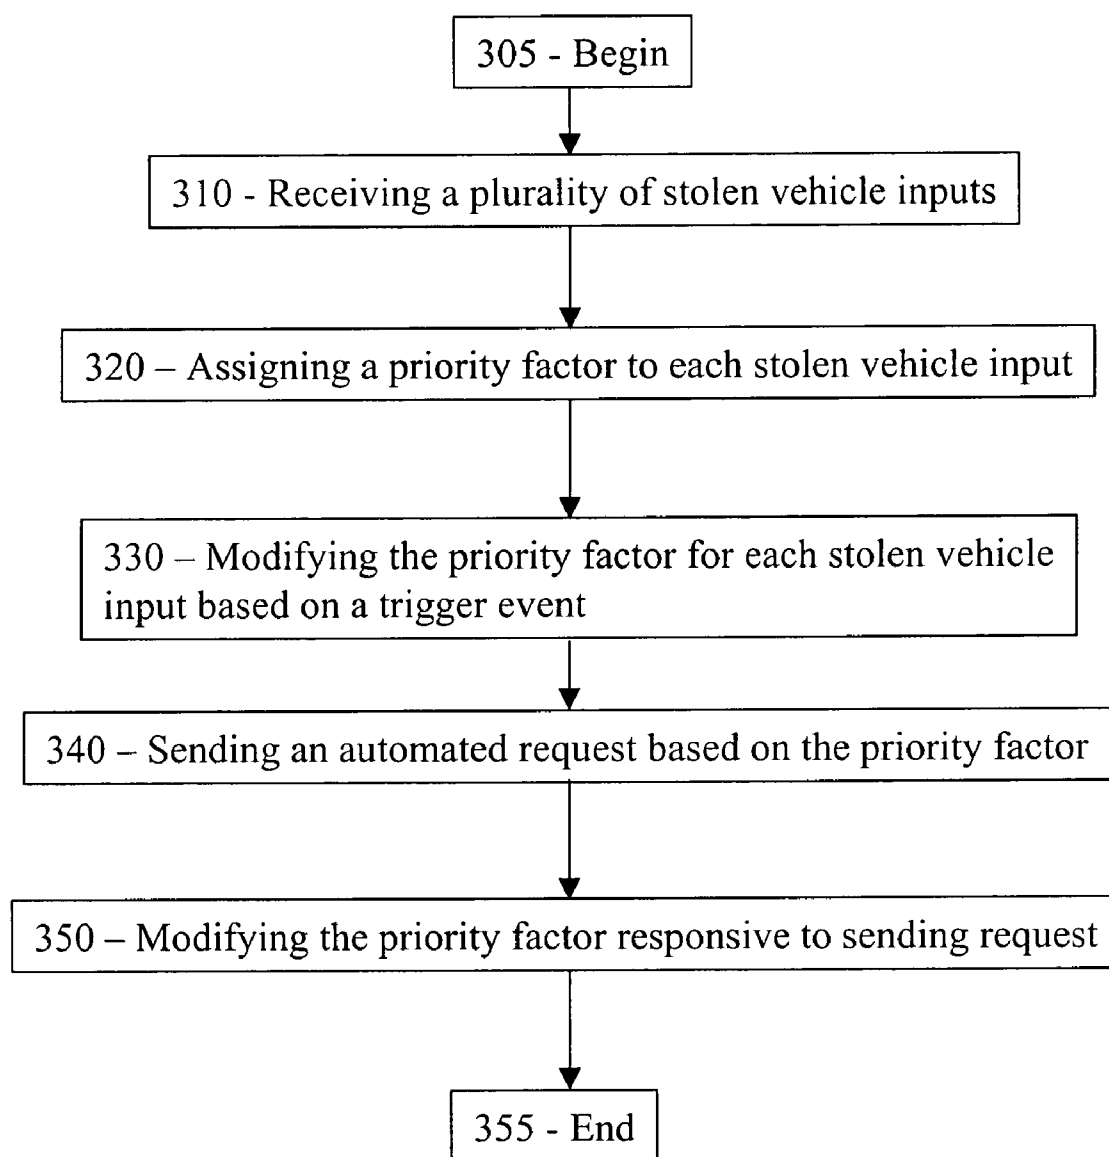 305 - Begin
310 - Receiving a plurality of stolen vehicle inputs
320 – Assigning a priority factor to each stolen vehicle input
330 – Modifying the priority factor for each stolen vehicle
input based on a trigger event
340 – Sending an automated request based on the priority factor
350 – Modifying the priority factor responsive to sending request
355 - End